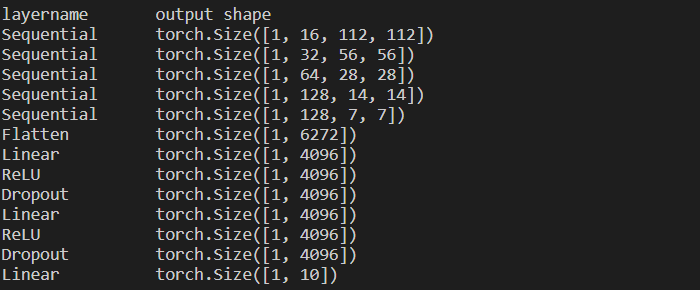 layername output shape
Sequential torch.Size([1, 16, 112, 112])
Sequential torch.Size([1, 32, 56, 56])
Sequential torch.Size([1, 64, 28, 28])
Sequential torch.Size([1, 128, 14, 14])
Sequential torch.Size([1, 128, 7, 7])
Flatten torch.Size([1, 6272])
Linear torch.Size([1, 4096])
ReLU torch.Size([1, 4096])
Dropout torch.Size([1, 4096])
Linear torch.Size([1, 4096])
ReLU torch.Size([1, 4096])
Dropout torch.Size([1, 4096])
Linear torch.Size([1, 10])